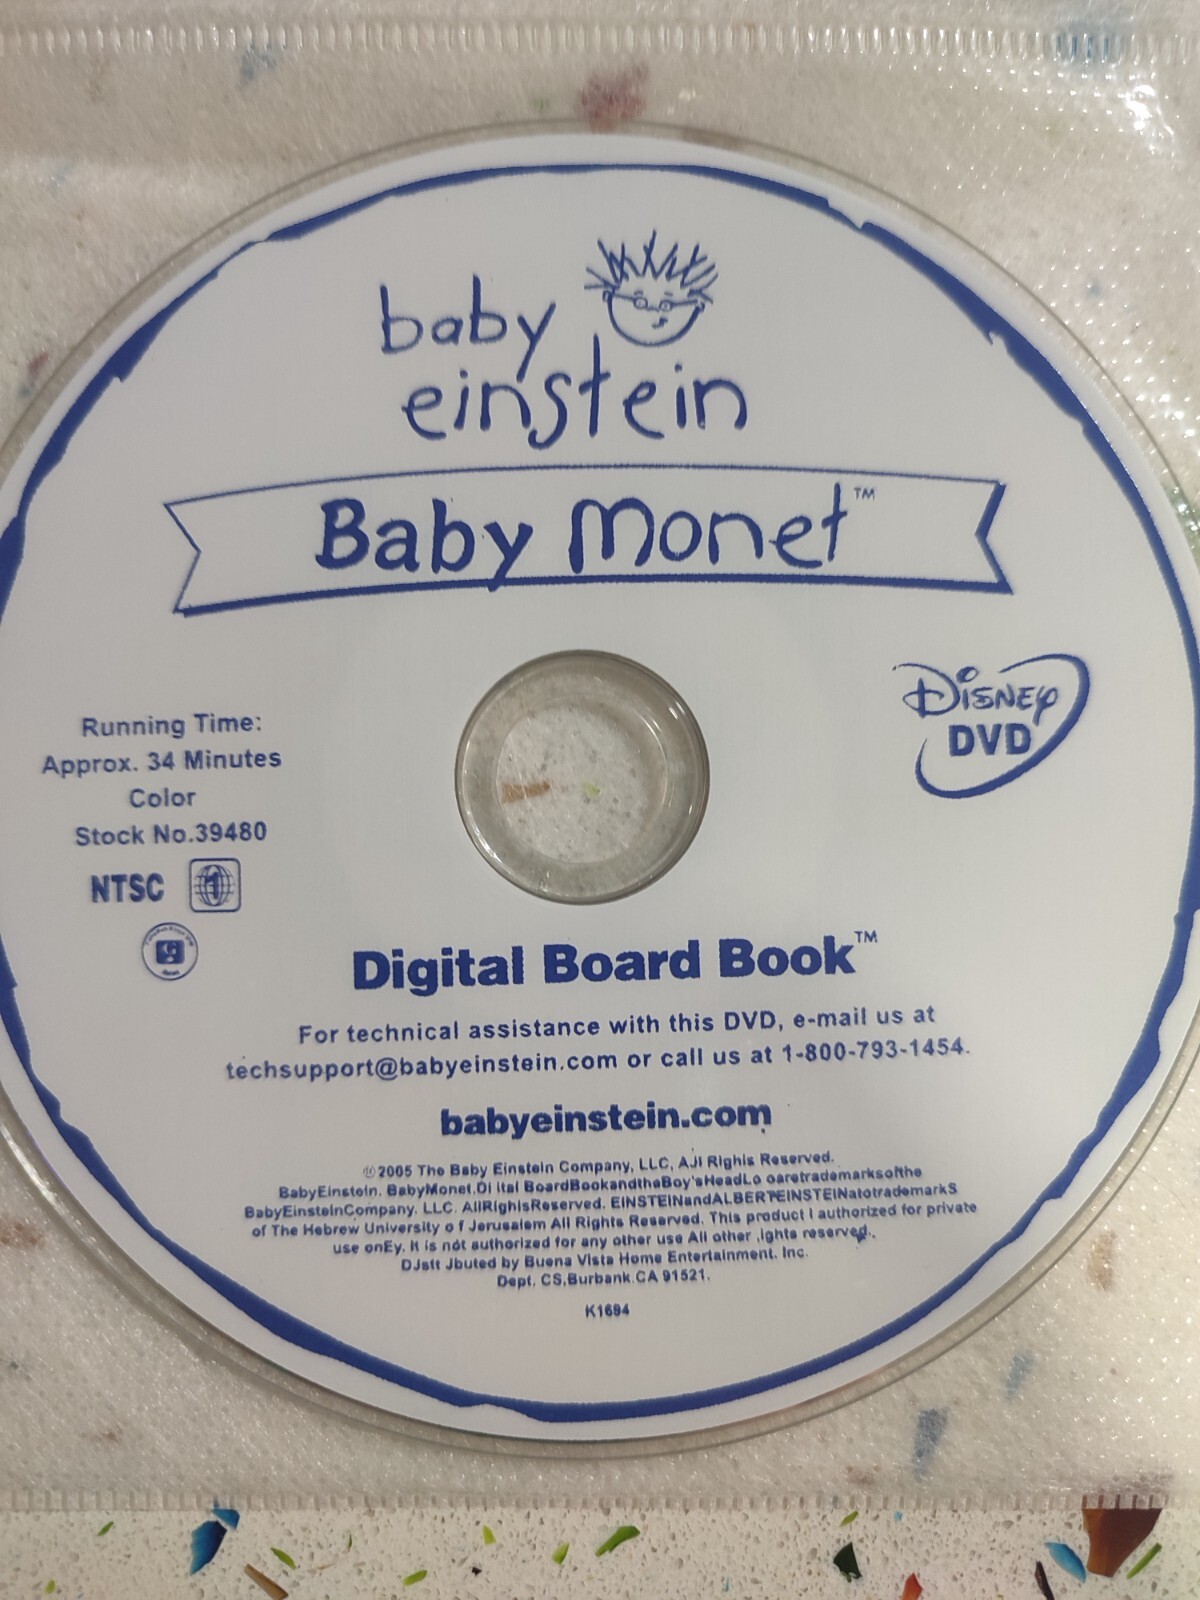 baby
einstein
Baby Monet™
Disney
DVD
Running Time:
Approx. 34 Minutes
Color
Stock No.39480
NTSC 1
Digital Board Book™
For technical assistance with this DVD, e-mail us at
techsupport@babyeinstein.com or call us at 1-800-793-1454.
babyeinstein.com
©2005 The Baby Einstein Company, LLC, AJI Righis Reserved.
BabyEinstein. BabyMonet,DI ital BoardBookandtheBoy'sHeadLo oaretrademarksofthe
BabyEinsteinCompany. LLC. AllRighisReserved. EINSTEINandALBERTEINSTEINatotrademarkS
of The Hebrew University o f Jerusalem All Rights Reserved. This product I authorized for private
use onEy. It is not authorized for any other use All other ,ights reserved.
DJstt Jbuted by Buena Vista Home Entertainment. Inc.
Dept. CS,Burbank.CA 91521.
K1694